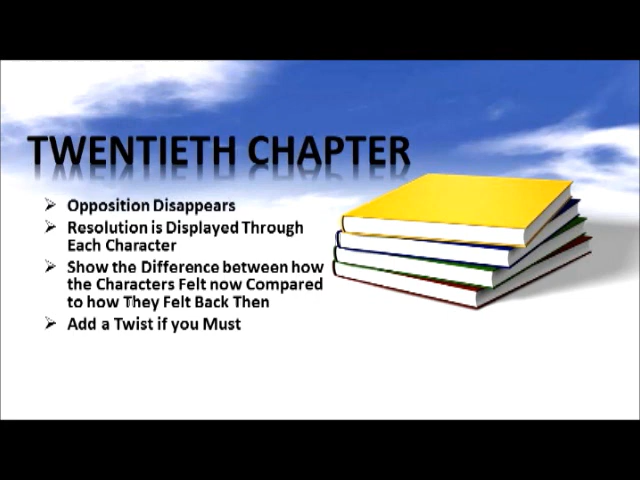 TWENTIETH CHAPTER
Opposition Disappears
Resolution is Displayed Through
Each Character
Show the Difference between how
the Characters Felt now Compared
to how They Felt Back Then
Add a Twist if you Must